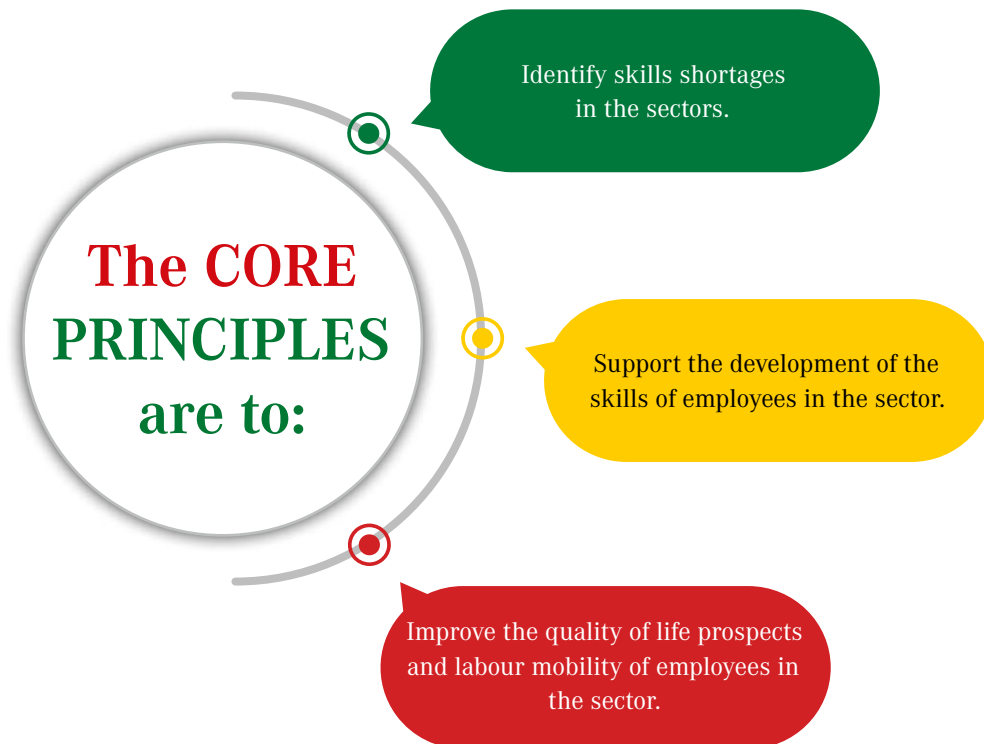 The CORE
PRINCIPLES
are to:
Identify skills shortages
in the sectors.
Support the development of the
skills of employees in the sector.
Improve the quality of life prospects
and labour mobility of employees in
the sector.